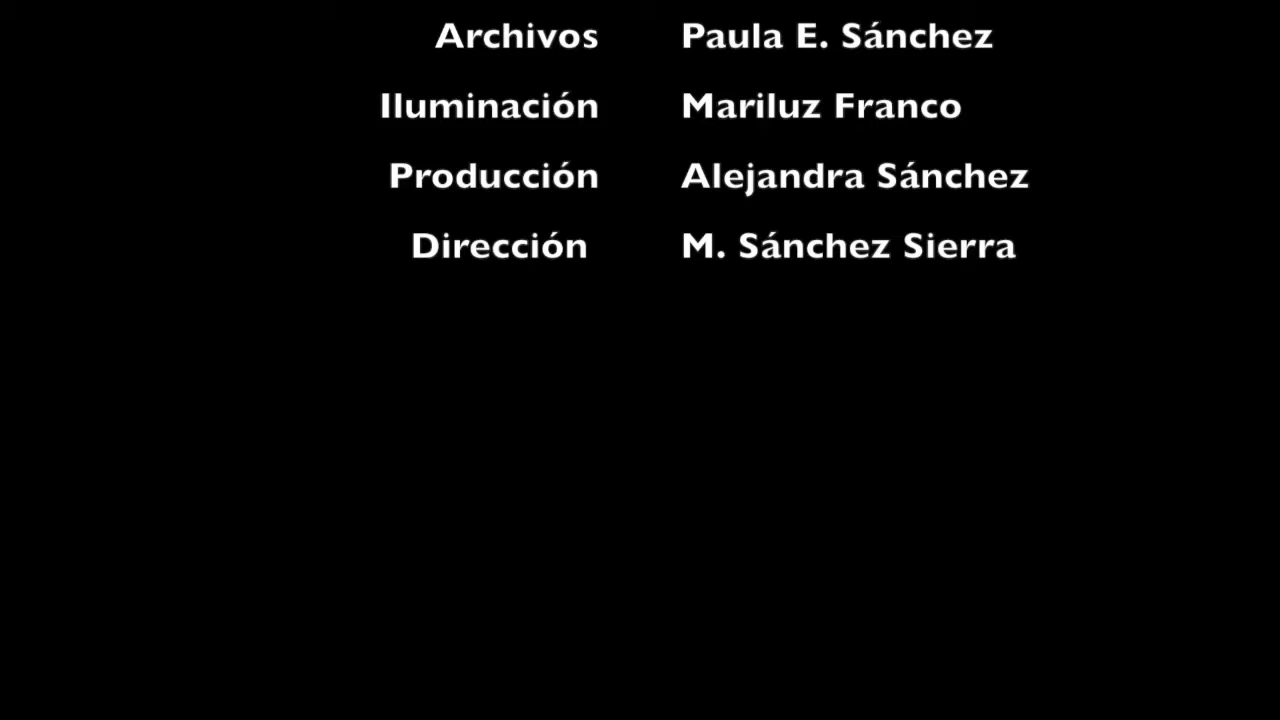 Archivos Paula E. Sánchez
Iluminación Mariluz Franco
Producción Alejandra Sánchez
Dirección M. Sánchez Sierra